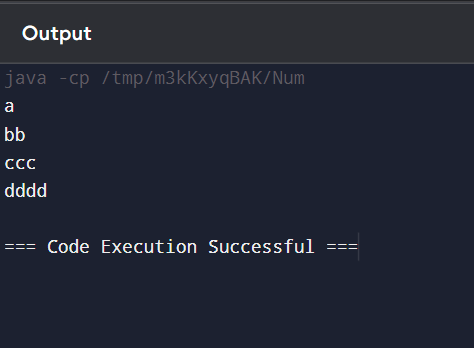 Output
java -cp /tmp/m3kKxyqBAK/Num
a
bb
ccc
dddd
=== Code Execution Successful ===